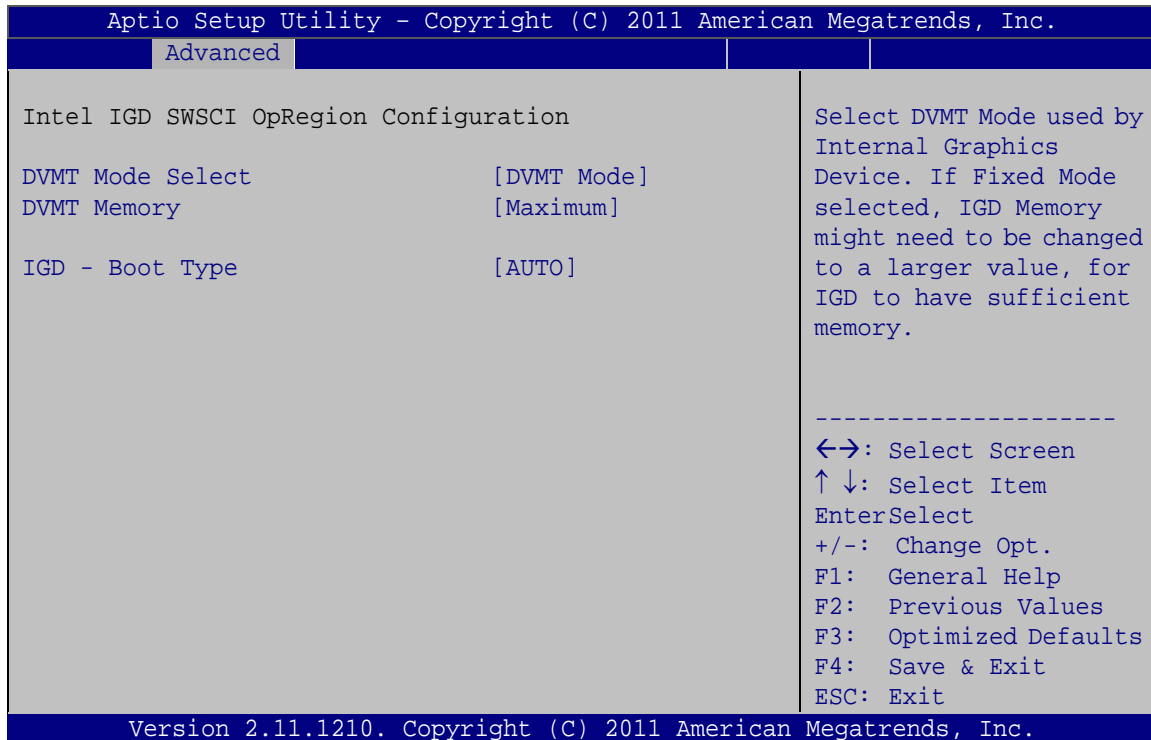 Aptio Setup Utility – Copyright (C) 2011 American Megatrends, Inc.
Advanced
Intel IGD SWSCI OpRegion Configuration
DVMT Mode Select [DVMT Mode]
DVMT Memory [Maximum]
IGD - Boot Type [AUTO]
Select DVMT Mode used by
Internal Graphics
Device. If Fixed Mode
selected, IGD Memory
might need to be changed
to a larger value, for
IGD to have sufficient
memory.
---------------------
←→: Select Screen
↑ ↓: Select Item
EnterSelect
+/-: Change Opt.
F1: General Help
F2: Previous Values
F3: Optimized Defaults
F4: Save & Exit
ESC: Exit
Version 2.11.1210. Copyright (C) 2011 American Megatrends, Inc.